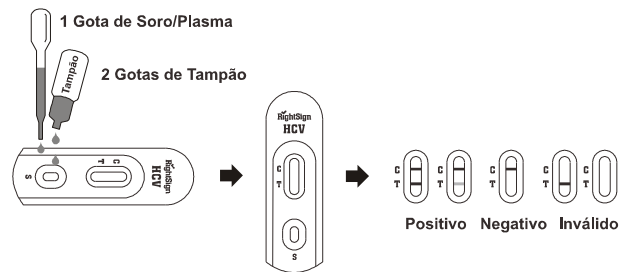 1 Gota de Soro/Plasma
Tampão
2 Gotas de Tampão
S
T C
RightSign
HCV
RightSign
HCV
C
T
S
C
T
C
T
C
T
C
T
C
T
Positivo Negativo Inválido